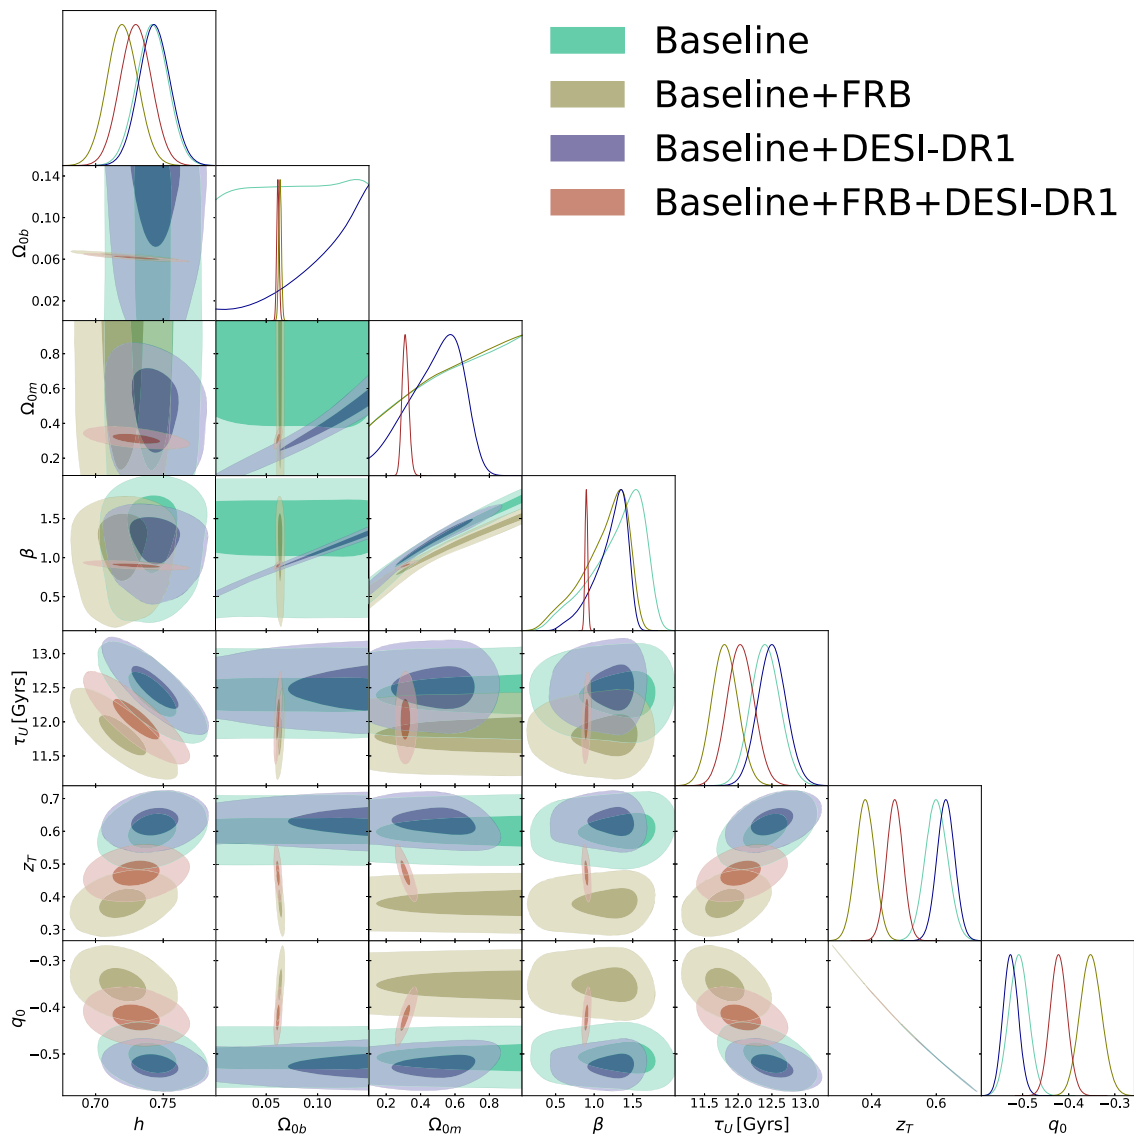 Baseline
Baseline+FRB
Baseline+DESI-DR1
Baseline+FRB+DESI-DR1
0.14
0.10
0.06
0.02
Ω0b
0.8
0.6
0.4
0.2
Ω0m
1.5
1.0
0.5
β
13.0
12.5
12.0
11.5
τU [Gyrs]
0.7
0.6
0.5
0.4
0.3
zT
−0.3
−0.4
−0.5
q0
0.70 0.75
0.05 0.10
0.2 0.4 0.6 0.8
0.5 1.0 1.5
11.5 12.0 12.5 13.0
0.4 0.6
−0.5 −0.4 −0.3
h Ω0b Ω0m β τU [Gyrs] zT q0